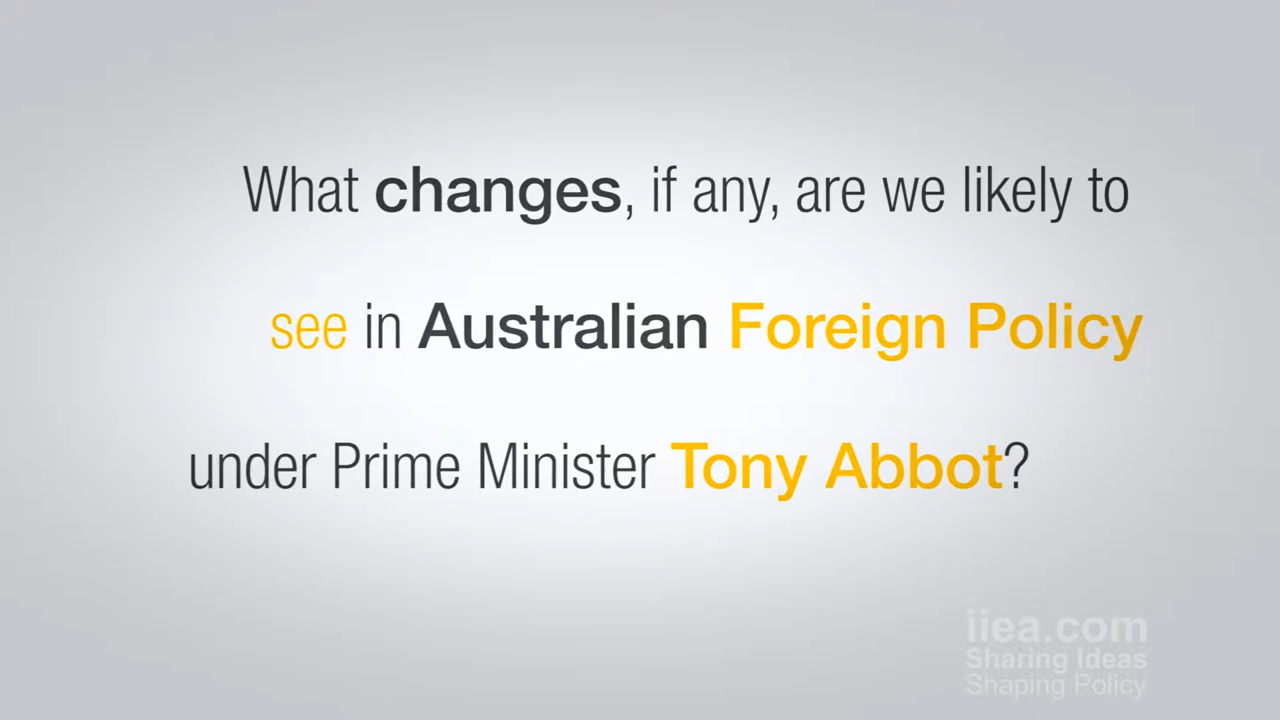 What changes, if any, are we likely to
see in Australian Foreign Policy
under Prime Minister Tony Abbot?
iiea.com
Sharing Ideas
Shaping Policy